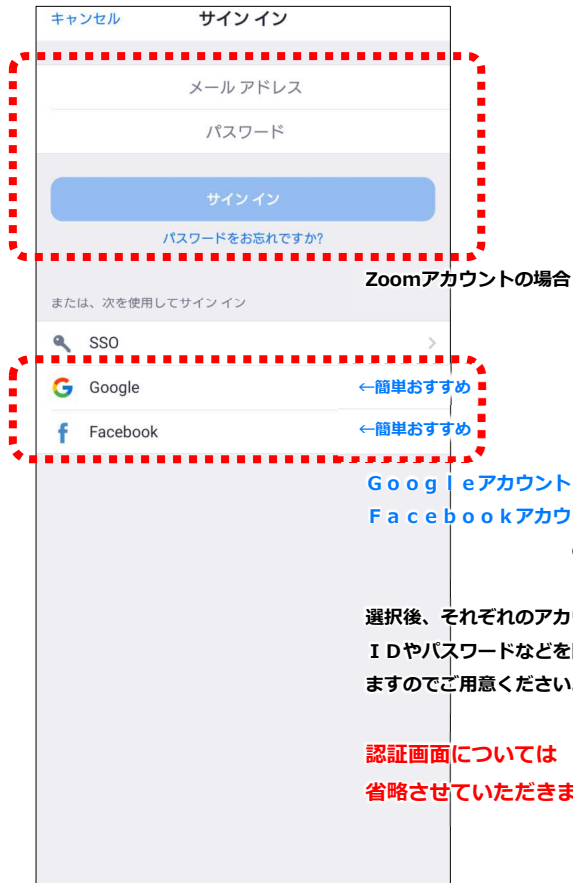 キャンセル サイン イン
メール アドレス
パスワード
サイン イン
パスワードをお忘れですか?
Zoomアカウントの場合
または、次を使用してサイン イン
SSO
Google ←簡単おすすめ
Facebook ←簡単おすすめ
Ｇｏｏｇｌｅアカウント
Ｆａｃｅｂｏｏｋアカウ
選択後、それぞれのアカ
ＩＤやパスワードなどを
ますのでご用意ください
認証画面については
省略させていただきま